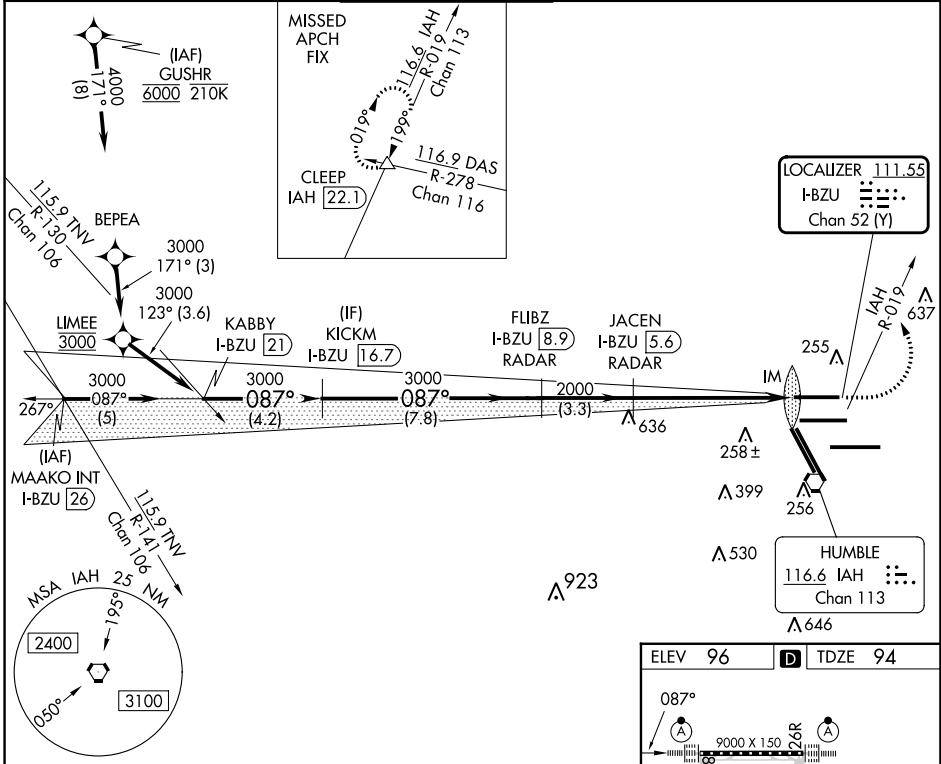 (IAF)
GUSHR
6000 210K
4000
171°
(8)
MISSED
APCH
FIX
116.6 IAH
R-019
Chan 113
019°
199°
116.9 DAS
R-278
Chan 116
CLEEP
IAH 22.1
LOCALIZER 111.55
I-BZU
Chan 52 (Y)
115.9 TNV
R-130
Chan 106
BEPEA
3000
171° (3)
3000
123° (3.6)
LIMEE
3000
KABBY
I-BZU 21
(IF)
KICKM
I-BZU 16.7
FLIBZ
I-BZU 8.9
RADAR
JACEN
I-BZU 5.6
RADAR
IAH
R-019
637
255
IM
267°
3000
087°
(5)
3000
087°
(4.2)
3000
087°
(7.8)
2000
(3.3)
636
258 ±
399
256
530
923
646
(IAF)
MAAKO INT
I-BZU 26
115.9 TNV
R-141
Chan 106
HUMBLE
116.6 IAH
Chan 113
MSA IAH 25 NM
195°
2400
3100
050°
ELEV 96
D
TDZE 94
087°
A
9000 X 150
26R
A
8